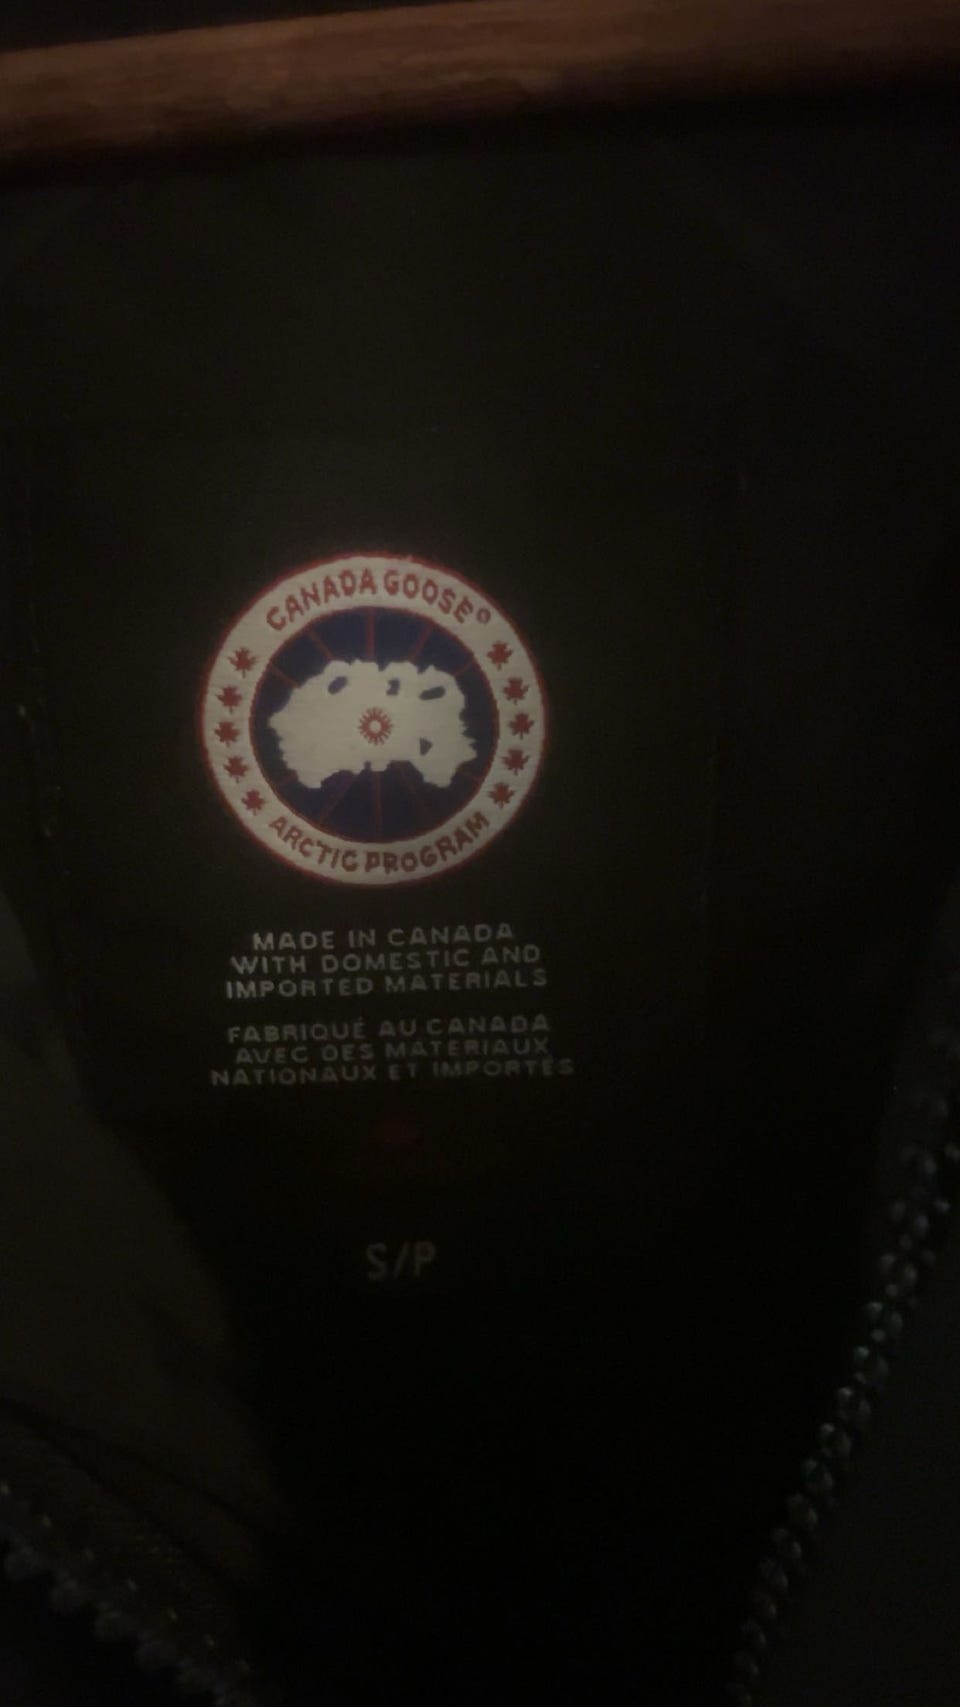 CANADA GOOSE®
ARCTIC PROGRAM
MADE IN CANADA
WITH DOMESTIC AND
IMPORTED MATERIALS
FABRIQUÉ AU CANADA
AVEC DES MATERIAUX
NATIONAUX ET IMPORTÉS
S/P